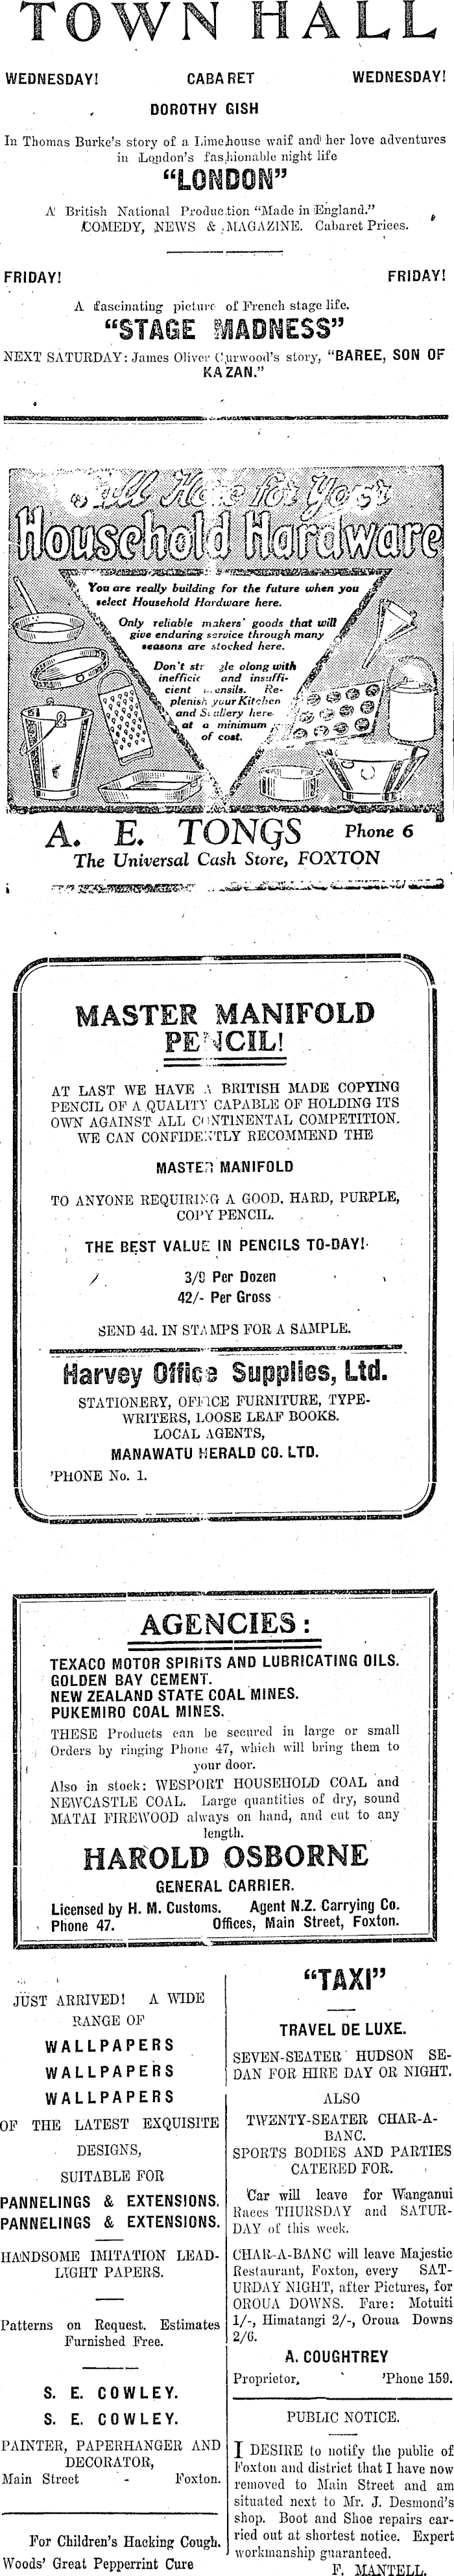 TOWN HALL
WEDNESDAY! CABARET WEDNESDAY!
DOROTHY GISH
In Thomas Burke's story of a Limehouse waif and her love adventures
in London's fashionable night life
“LONDON”
A British National Production “Made in England.”
COMEDY, NEWS & MAGAZINE. Cabaret Prices.
FRIDAY! FRIDAY!
A fascinating picture of French stage life.
“STAGE MADNESS”
NEXT SATURDAY: James Oliver Curwood's story, “BAREE, SON OF
KAZAN.”
Call Here for Your
Household Hardware
You are really building for the future when you
select Household Hardware here.
Only reliable makers' goods that will
give enduring service through many
seasons are stocked here.
Don't str gle along with
inefficie and insuffi-
cient ensils. Re-
plenish your Kitchen
and Scullery here
at a minimum
of cost.
A. E. TONGS Phone 6
The Universal Cash Store, FOXTON
MASTER MANIFOLD
PENCIL!
AT LAST WE HAVE A BRITISH MADE COPYING
PENCIL OF A QUALITY CAPABLE OF HOLDING ITS
OWN AGAINST ALL CONTINENTAL COMPETITION.
WE CAN CONFIDENTLY RECOMMEND THE
MASTER MANIFOLD
TO ANYONE REQUIRING A GOOD, HARD, PURPLE,
COPY PENCIL.
THE BEST VALUE IN PENCILS TO-DAY!
3/9 Per Dozen
42/- Per Gross
SEND 4d. IN STAMPS FOR A SAMPLE.
Harvey Office Supplies, Ltd.
STATIONERY, OFFICE FURNITURE, TYPE-
WRITERS, LOOSE LEAF BOOKS.
LOCAL AGENTS,
MANAWATU HERALD CO. LTD.
'PHONE No. 1.
AGENCIES:
TEXACO MOTOR SPIRITS AND LUBRICATING OILS.
GOLDEN BAY CEMENT.
NEW ZEALAND STATE COAL MINES.
PUKEMIRO COAL MINES.
THESE Products can be secured in large or small
Orders by ringing Phone 47, which will bring them to
your door.
Also in stock: WESPORT HOUSEHOLD COAL and
NEWCASTLE COAL. Large quantities of dry, sound
MATAI FIREWOOD always on hand, and cut to any
length.
HAROLD OSBORNE
GENERAL CARRIER.
Licensed by H. M. Customs. Agent N.Z. Carrying Co.
Phone 47. Offices, Main Street, Foxton.
JUST ARRIVED! A WIDE
RANGE OF
WALLPAPERS
WALLPAPERS
WALLPAPERS
OF THE LATEST EXQUISITE
DESIGNS,
SUITABLE FOR
PANNELINGS & EXTENSIONS.
PANNELINGS & EXTENSIONS.
HANDSOME IMITATION LEAD-
LIGHT PAPERS.
Patterns on Request. Estimates
Furnished Free.
S. E. COWLEY.
S. E. COWLEY.
PAINTER, PAPERHANGER AND
DECORATOR,
Main Street - Foxton.
For Children's Hacking Cough.
Woods' Great Pepperrint Cure
“TAXI”
TRAVEL DE LUXE.
SEVEN-SEATER HUDSON SE-
DAN FOR HIRE DAY OR NIGHT.
ALSO
TWENTY-SEATER CHAR-A-
BANC.
SPORTS BODIES AND PARTIES
CATERED FOR.
Car will leave for Wanganui
Races THURSDAY and SATUR-
DAY of this week.
CHAR-A-BANC will leave Majestic
Restaurant, Foxton, every SAT-
URDAY NIGHT, after Pictures, for
OROUA DOWNS. Fare: Motuiti
1/-, Himatangi 2/-, Oroua Downs
2/6.
A. COUGHTREY
Proprietor, 'Phone 159.
PUBLIC NOTICE.
I DESIRE to notify the public of
Foxton and district that I have now
removed to Main Street and am
situated next to Mr. J. Desmond's
shop. Boot and Shoe repairs car-
ried out at shortest notice. Expert
workmanship guaranteed.
F. MANTELL.